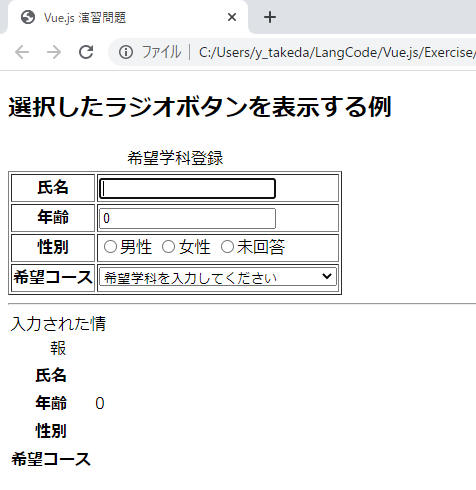 Vue.js 演習問題
ファイル C:/Users/y_takeda/LangCode/Vue.js/Exercise/
選択したラジオボタンを表示する例
希望学科登録
氏名
年齢 0
性別 男性 女性 未回答
希望コース 希望学科を入力してください
入力された情
報
氏名
年齢 0
性別
希望コース